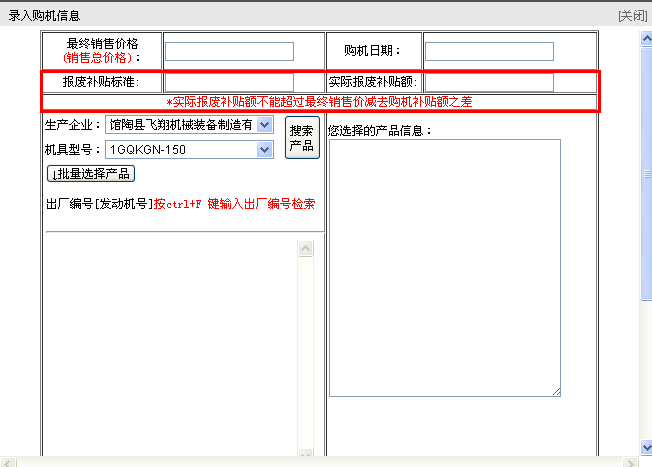 录入购机信息
[关闭]
最终销售价格
(销售总价格)：
购机日期：
报废补贴标准:
实际报废补贴额:
*实际报废补贴额不能超过最终销售价减去购机补贴额之差
生产企业：
馆陶县飞翔机械装备制造有
搜索
产品
机具型号：
1GQKGN-150
↓批量选择产品
您选择的产品信息：
出厂编号[发动机号]按ctrl+F 键输入出厂编号检索